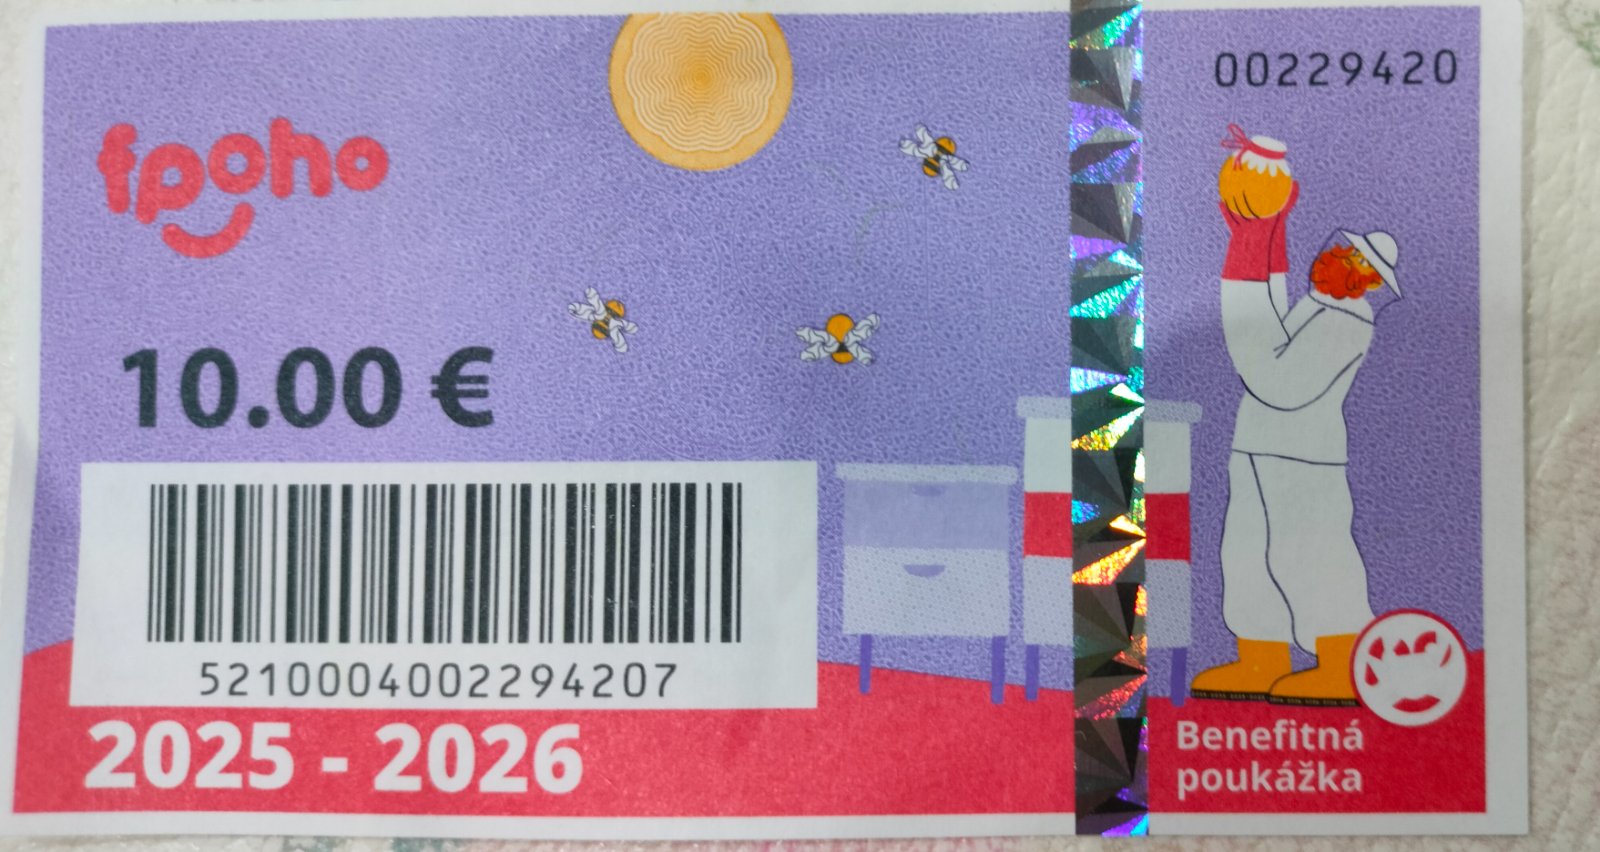 00229420
fpoho
10.00 €
5210004002294207
2025 - 2026
Benefitná
poukážka